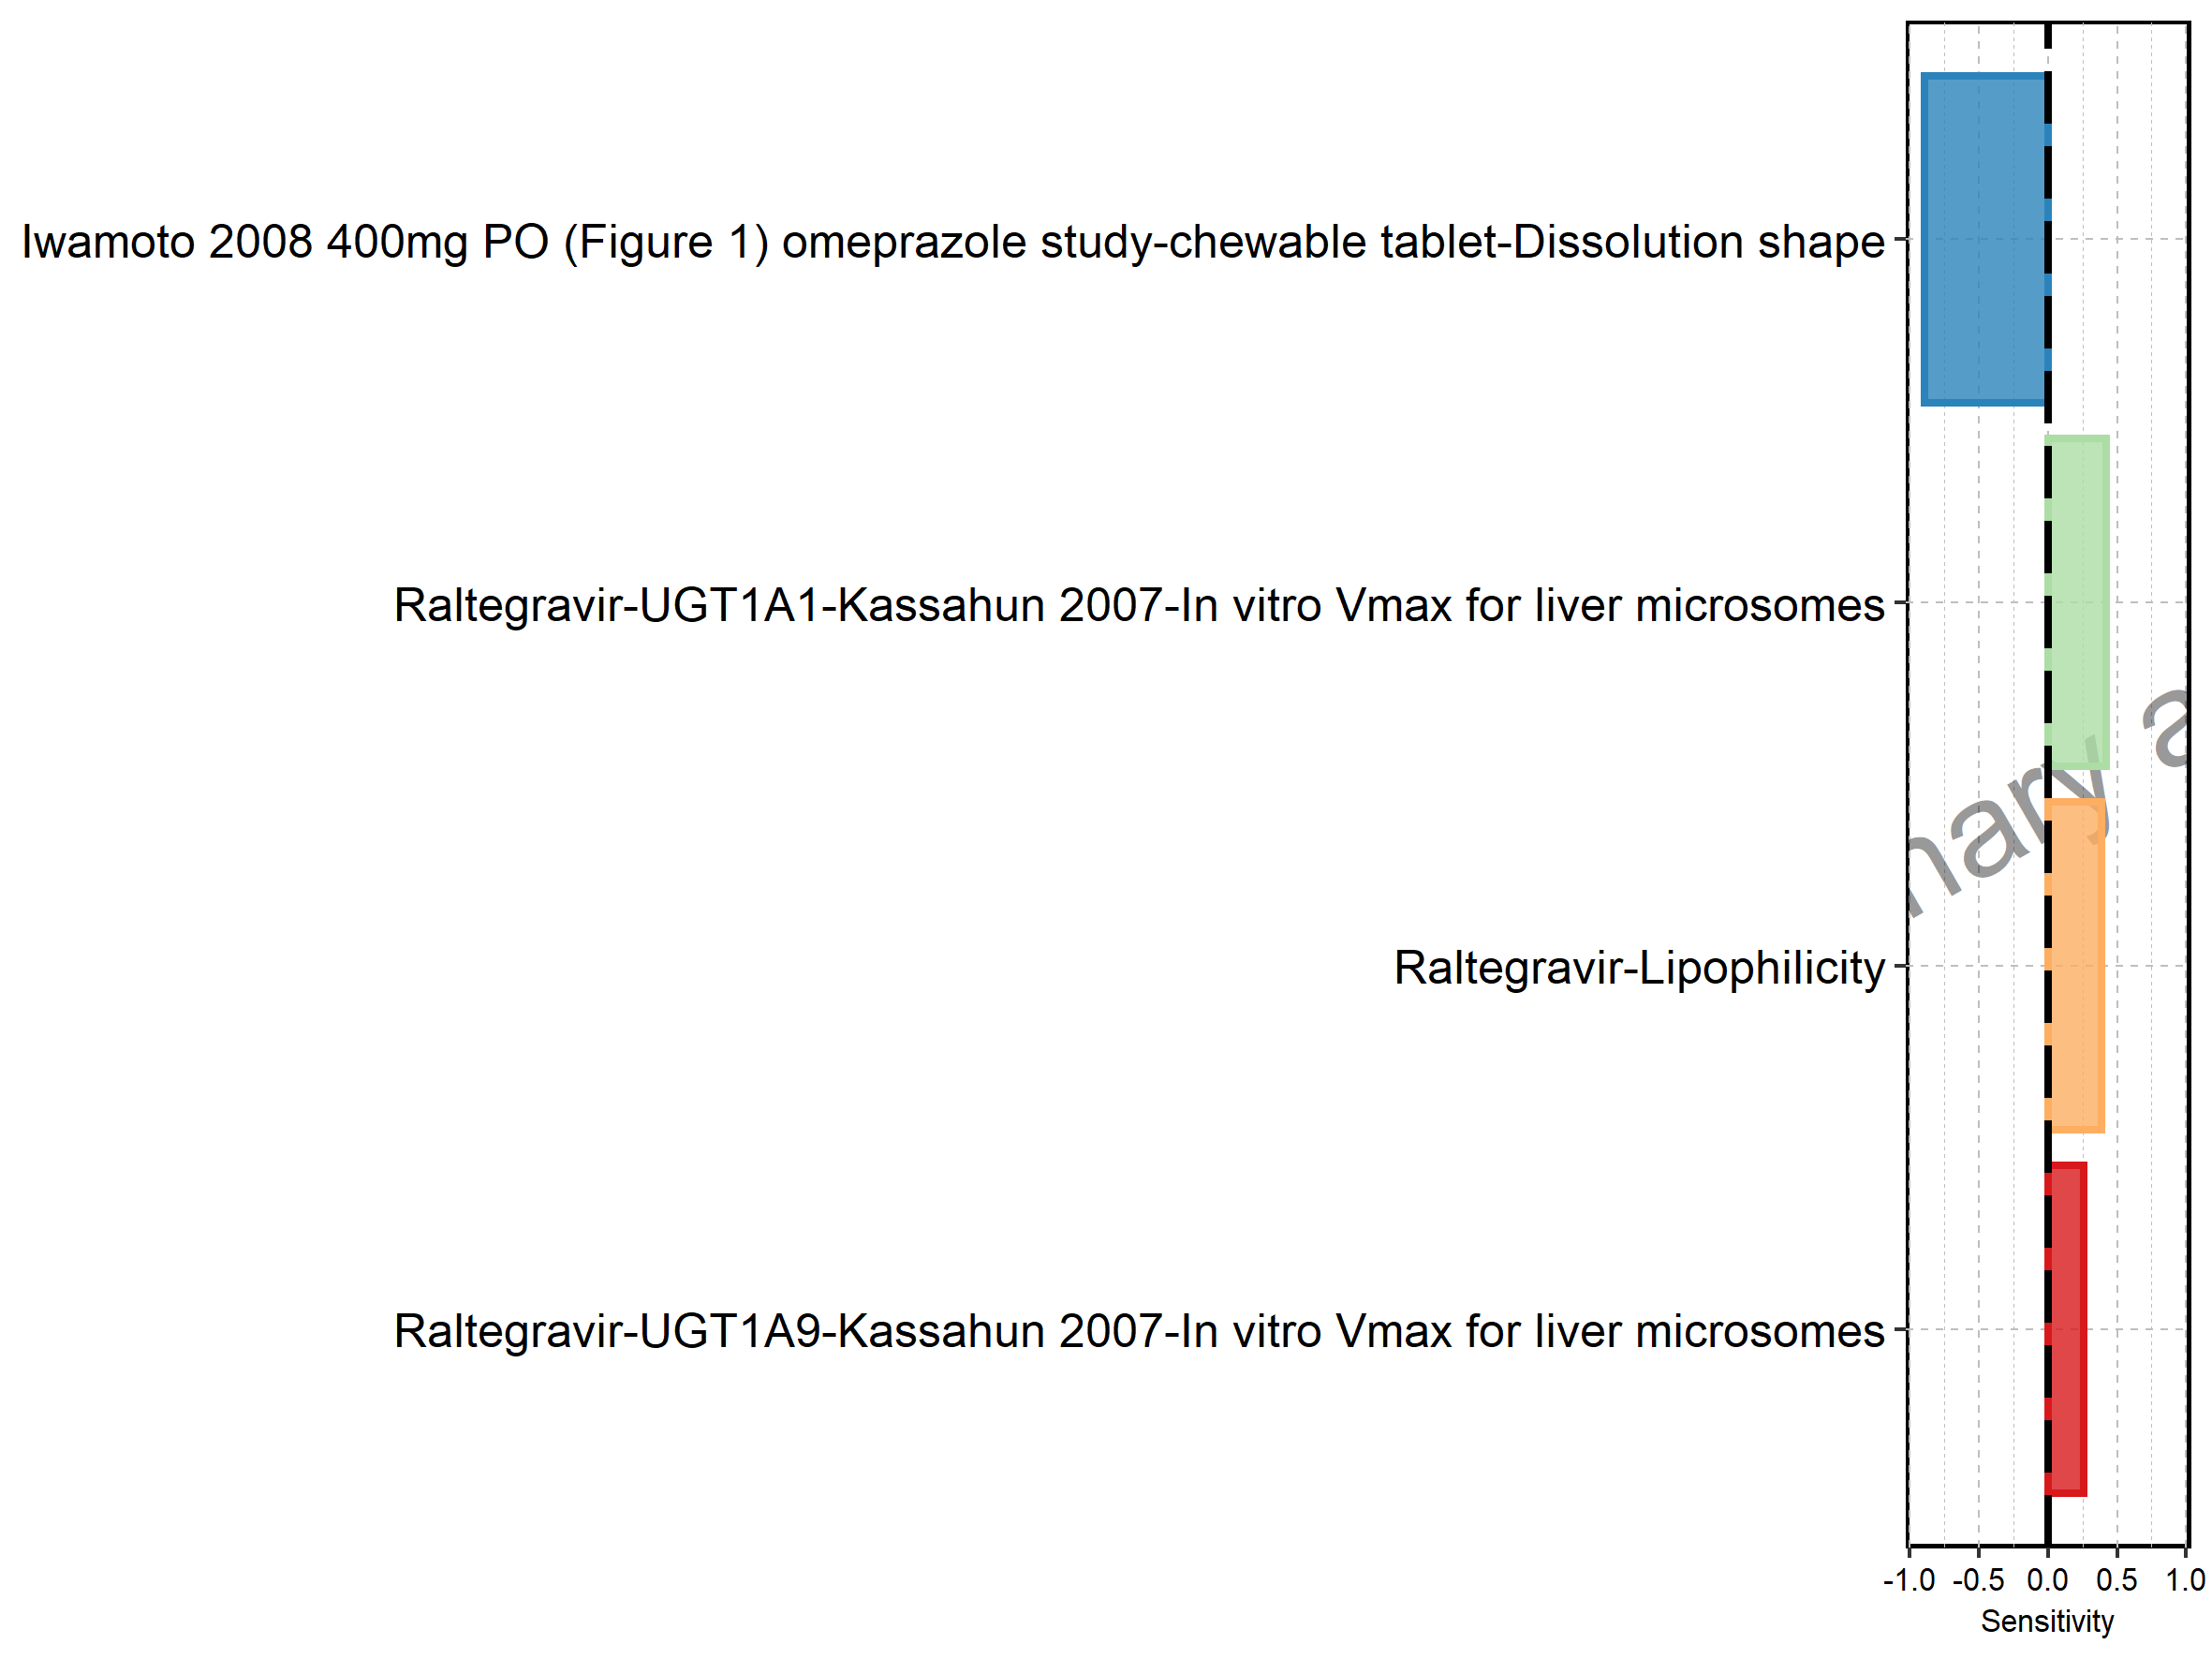 Iwamoto 2008 400mg PO (Figure 1) omeprazole study-chewable tablet-Dissolution shape
Raltegravir-UGT1A1-Kassahun 2007-In vitro Vmax for liver microsomes
Raltegravir-Lipophilicity
Raltegravir-UGT1A9-Kassahun 2007-In vitro Vmax for liver microsomes
-1.0 -0.5 0.0 0.5 1.0
Sensitivity